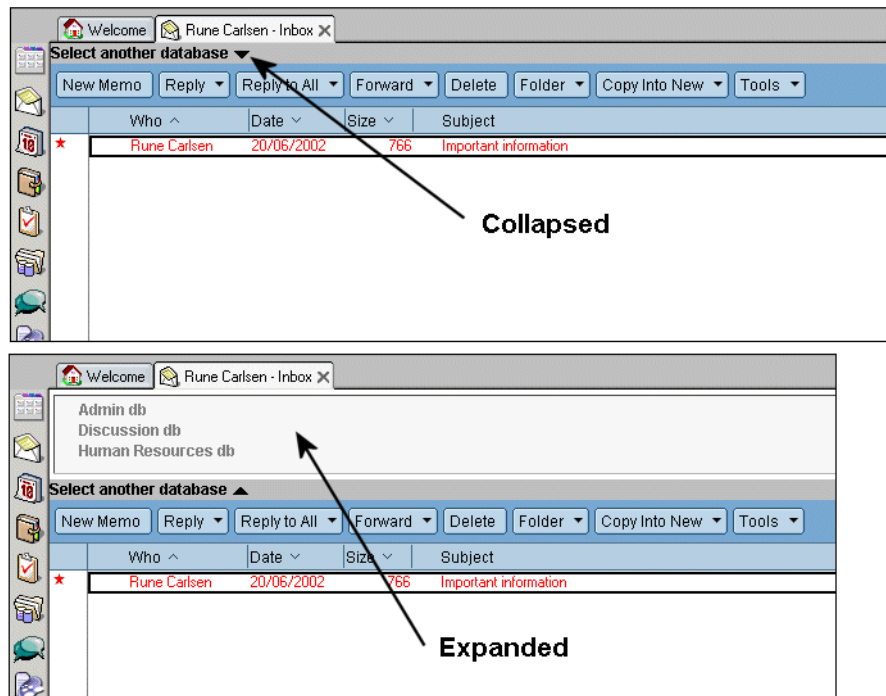 Welcome Rune Carlsen - Inbox
Select another database
New Memo Reply Reply to All Forward Delete Folder Copy Into New Tools
Who Date Size Subject
Rune Carlsen 20/06/2002 766 Important information
18
Collapsed
Welcome Rune Carlsen - Inbox
Admin db
Discussion db
Human Resources db
Select another database
18
New Memo Reply Reply to All Forward Delete Folder Copy Into New Tools
Who Date Size Subject
Rune Carlsen 20/06/2002 766 Important information
Expanded